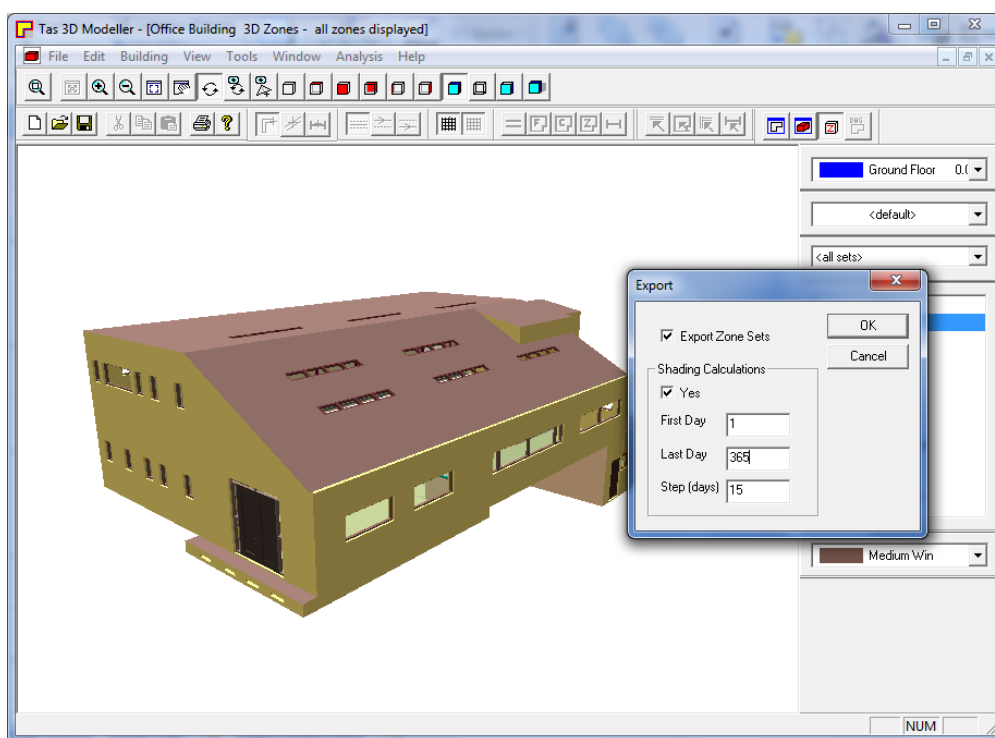 Tas 3D Modeller - [Office Building 3D Zones - all zones displayed]
File Edit Building View Tools Window Analysis Help
Ground Floor 0.(
<default>
<all sets>
Export
Export Zone Sets
OK
Cancel
Shading Calculations
Yes
First Day 1
Last Day 365
Step (days) 15
Medium Win
NUM